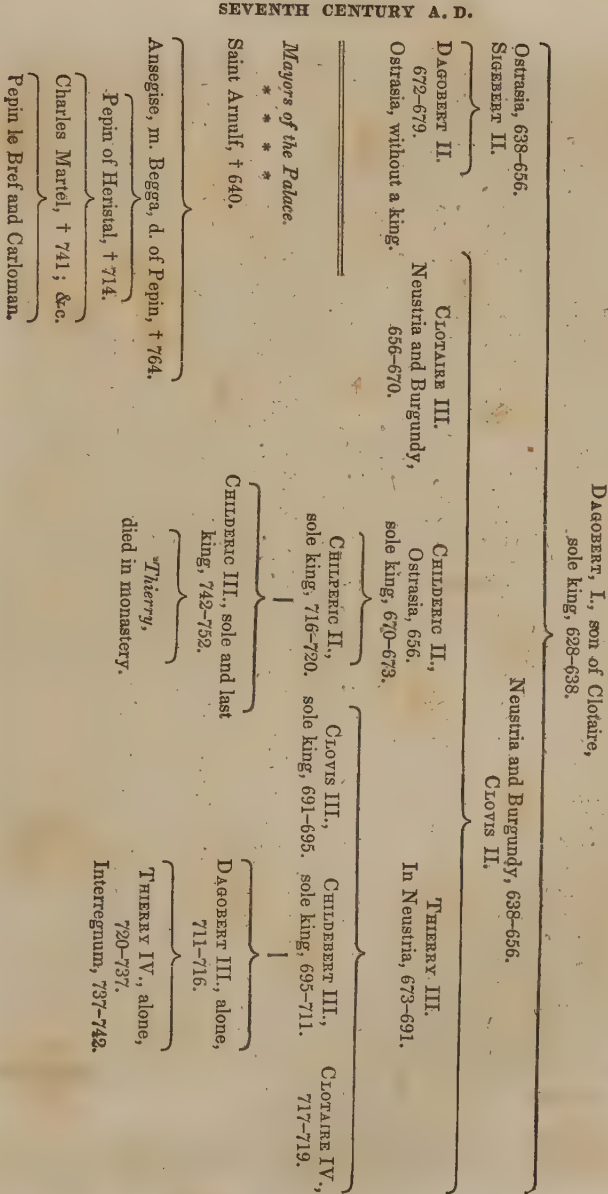 SEVENTH CENTURY A. D.
DAGOBERT, I., son of Clotaire,
sole king, 628–638.
Ostrasia, 638–656.
SIGEBERT II.
Neustria and Burgundy, 638–656.
CLOVIS II.
DAGOBERT II.
672–679.
Ostrasia, without a king.
CLOTAIRE III.
Neustria and Burgundy,
656–670.
CHILDERIC II.,
Ostrasia, 656.
sole king, 670–673.
THIERRY III.
In Neustria, 673–691.
CHILPERIC II.,
sole king, 716–720.
CLOVIS III.,
sole king, 691–695.
CHILDEBERT III.,
sole king, 695–711.
CLOTAIRE IV.,
717–719.
CHILDERIC III., sole and last
king, 742–752.
DAGOBERT III., alone,
711–716.
Thierry,
died in monastery.
THIERRY IV., alone,
720–737.
Interregnum, 737–742.
Mayors of the Palace.
* * * *
Saint Arnulf, † 640.
Ansegise, m. Begga, d. of Pepin, † 764.
Pepin of Heristal, † 714.
Charles Martel, † 741; &c.
Pepin le Bref and Carloman.